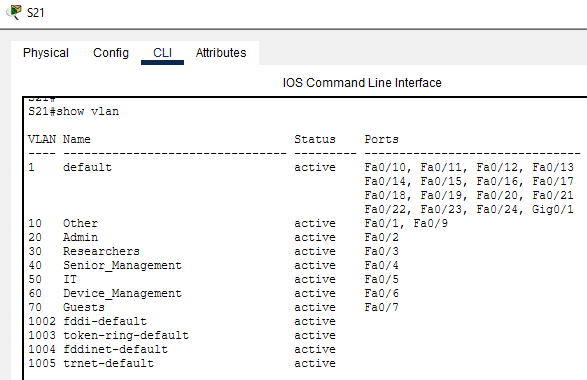 S21
Physical Config CLI Attributes
IOS Command Line Interface
S21#
S21#show vlan
VLAN Name Status Ports
---- -------------------------------- --------- -------------------------------
1 default active Fa0/10, Fa0/11, Fa0/12, Fa0/13
Fa0/14, Fa0/15, Fa0/16, Fa0/17
Fa0/18, Fa0/19, Fa0/20, Fa0/21
Fa0/22, Fa0/23, Fa0/24, Gig0/1
10 Other active Fa0/1, Fa0/9
20 Admin active Fa0/2
30 Researchers active Fa0/3
40 Senior_Management active Fa0/4
50 IT active Fa0/5
60 Device_Management active Fa0/6
70 Guests active Fa0/7
1002 fddi-default active
1003 token-ring-default active
1004 fddinet-default active
1005 trnet-default active